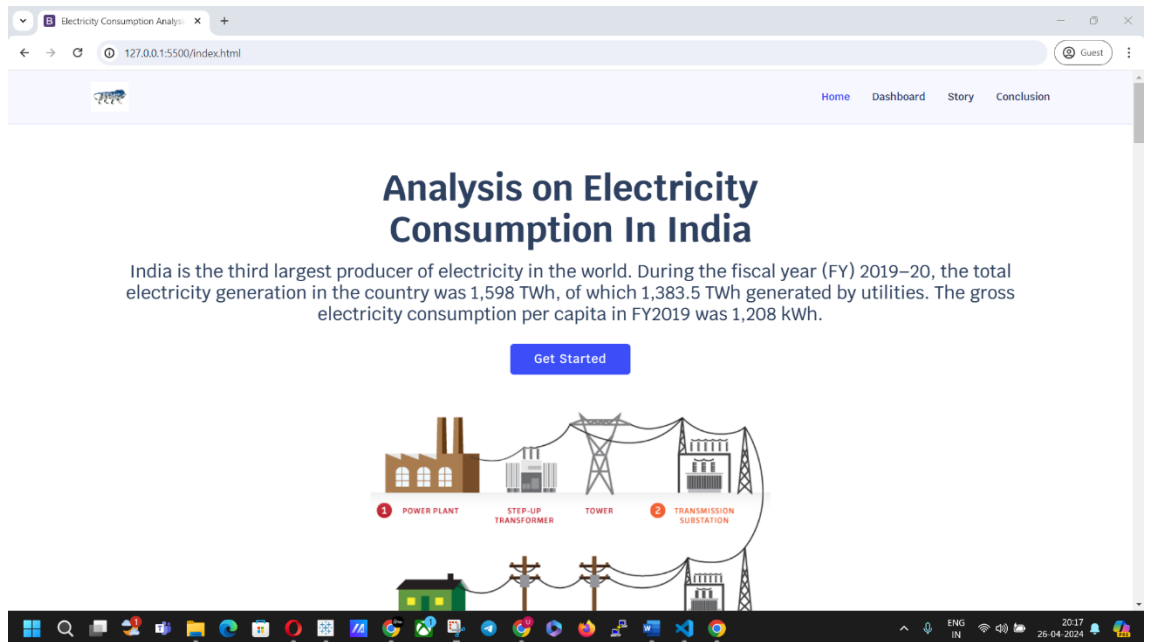 Electricity Consumption Analys
127.0.0.1:5500/index.html
Guest
Home Dashboard Story Conclusion
Analysis on Electricity
Consumption In India
India is the third largest producer of electricity in the world. During the fiscal year (FY) 2019–20, the total
electricity generation in the country was 1,598 TWh, of which 1,383.5 TWh generated by utilities. The gross
electricity consumption per capita in FY2019 was 1,208 kWh.
Get Started
1 POWER PLANT
STEP-UP
TRANSFORMER
TOWER
2 TRANSMISSION
SUBSTATION
ENG
IN
20:17
26-04-2024